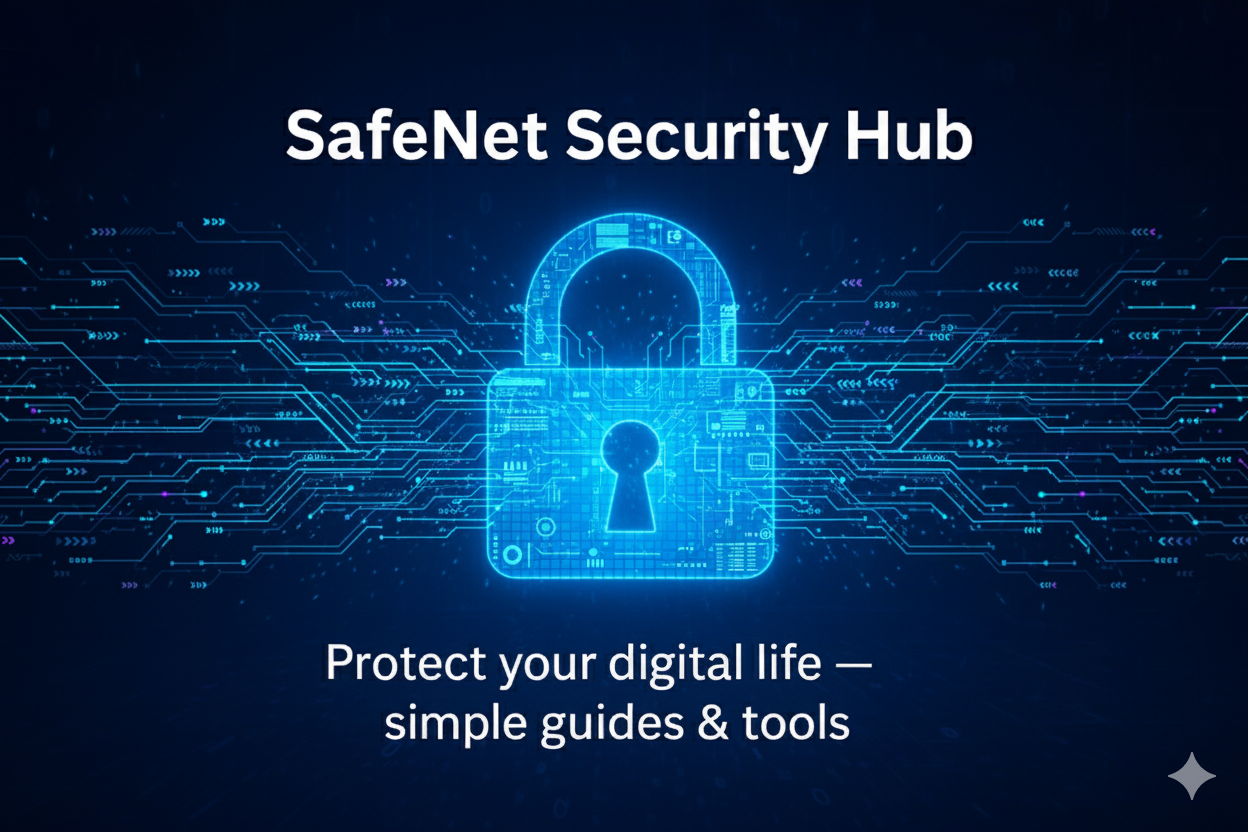 SafeNet Security Hub
Protect your digital life —
simple guides & tools